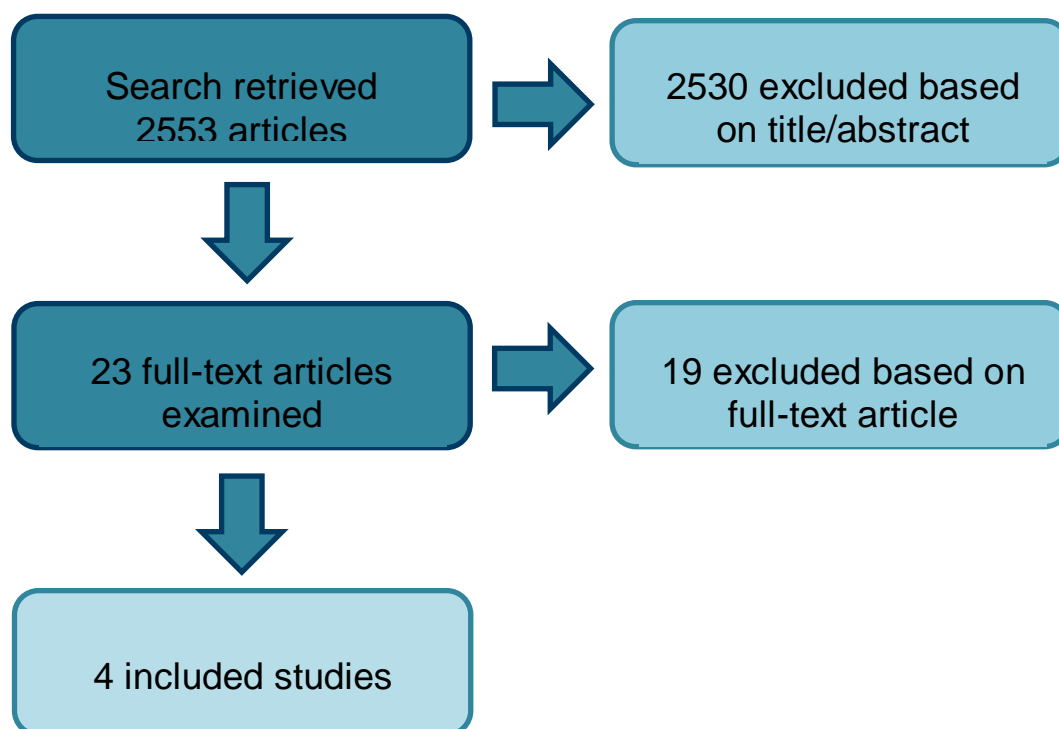 Search retrieved
2553 articles
2530 excluded based
on title/abstract
23 full-text articles
examined
19 excluded based on
full-text article
4 included studies